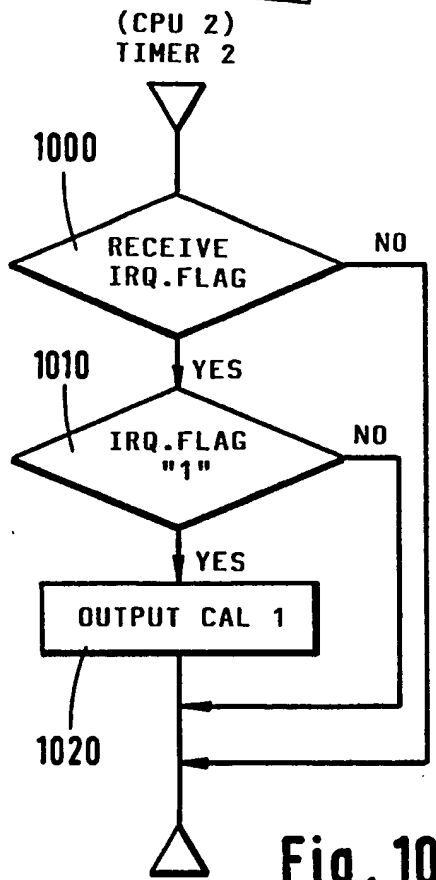 (CPU 2)
TIMER 2
1000
RECEIVE
IRQ.FLAG
NO
YES
1010
IRQ.FLAG
"1"
NO
YES
OUTPUT CAL 1
1020
Fig. 10